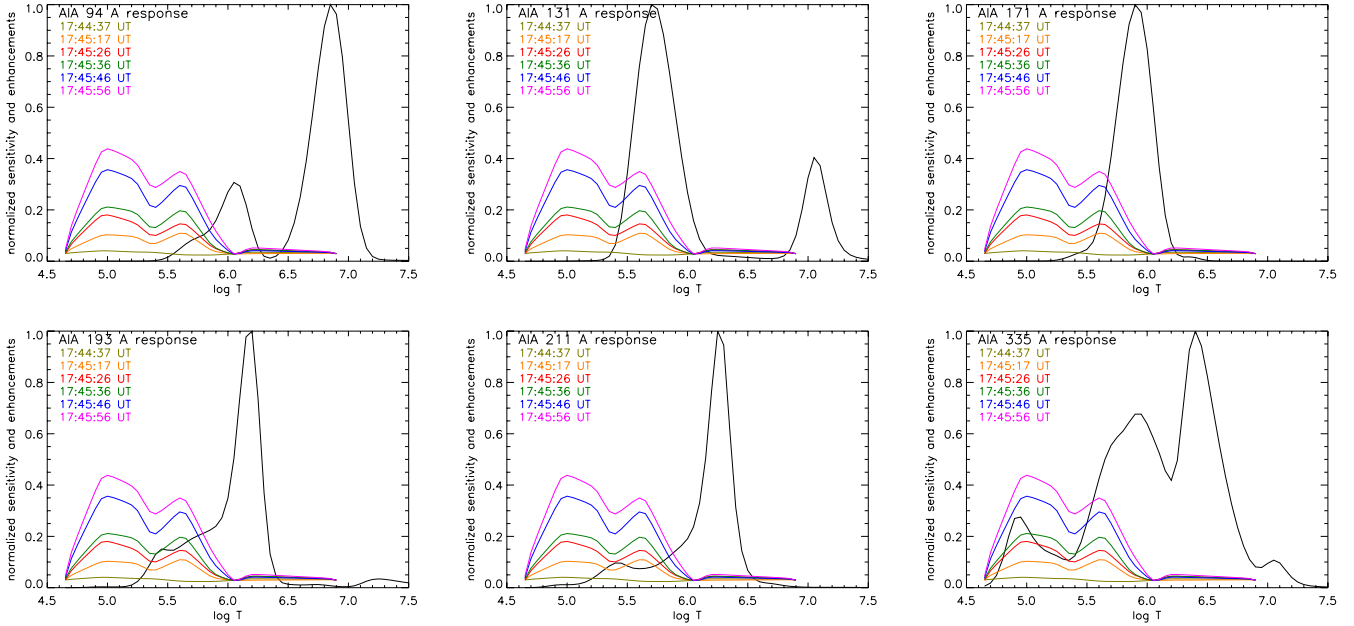 AIA 94 A response
17:44:37 UT
17:45:17 UT
17:45:26 UT
17:45:36 UT
17:45:46 UT
17:45:56 UT
normalized sensitivity and enhancements
1.0
0.8
0.6
0.4
0.2
0.0
4.5 5.0 5.5 6.0 6.5 7.0 7.5
log T
AIA 131 A response
17:44:37 UT
17:45:17 UT
17:45:26 UT
17:45:36 UT
17:45:46 UT
17:45:56 UT
normalized sensitivity and enhancements
1.0
0.8
0.6
0.4
0.2
0.0
4.5 5.0 5.5 6.0 6.5 7.0 7.5
log T
AIA 171 A response
17:44:37 UT
17:45:17 UT
17:45:26 UT
17:45:36 UT
17:45:46 UT
17:45:56 UT
normalized sensitivity and enhancements
1.0
0.8
0.6
0.4
0.2
0.0
4.5 5.0 5.5 6.0 6.5 7.0 7.5
log T
AIA 193 A response
17:44:37 UT
17:45:17 UT
17:45:26 UT
17:45:36 UT
17:45:46 UT
17:45:56 UT
normalized sensitivity and enhancements
1.0
0.8
0.6
0.4
0.2
0.0
4.5 5.0 5.5 6.0 6.5 7.0 7.5
log T
AIA 211 A response
17:44:37 UT
17:45:17 UT
17:45:26 UT
17:45:36 UT
17:45:46 UT
17:45:56 UT
normalized sensitivity and enhancements
1.0
0.8
0.6
0.4
0.2
0.0
4.5 5.0 5.5 6.0 6.5 7.0 7.5
log T
AIA 335 A response
17:44:37 UT
17:45:17 UT
17:45:26 UT
17:45:36 UT
17:45:46 UT
17:45:56 UT
normalized sensitivity and enhancements
1.0
0.8
0.6
0.4
0.2
0.0
4.5 5.0 5.5 6.0 6.5 7.0 7.5
log T